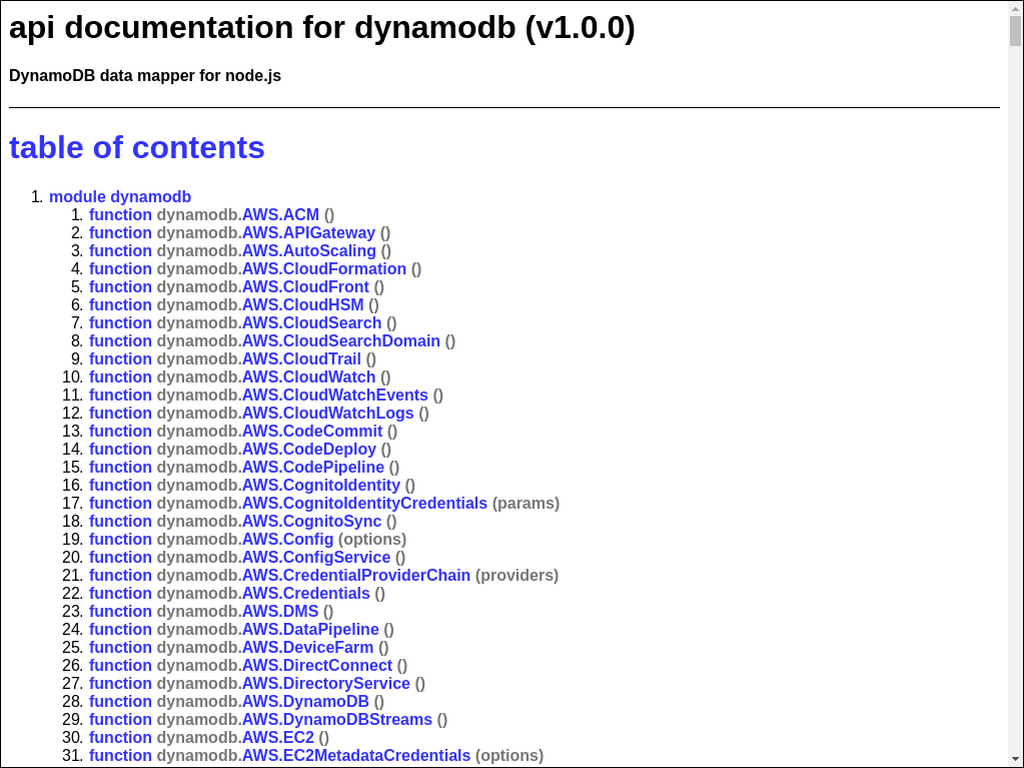 api documentation for dynamodb (v1.0.0)
DynamoDB data mapper for node.js
table of contents
1. module dynamodb
1. function dynamodb.AWS.ACM ()
2. function dynamodb.AWS.APIGateway ()
3. function dynamodb.AWS.AutoScaling ()
4. function dynamodb.AWS.CloudFormation ()
5. function dynamodb.AWS.CloudFront ()
6. function dynamodb.AWS.CloudHSM ()
7. function dynamodb.AWS.CloudSearch ()
8. function dynamodb.AWS.CloudSearchDomain ()
9. function dynamodb.AWS.CloudTrail ()
10. function dynamodb.AWS.CloudWatch ()
11. function dynamodb.AWS.CloudWatchEvents ()
12. function dynamodb.AWS.CloudWatchLogs ()
13. function dynamodb.AWS.CodeCommit ()
14. function dynamodb.AWS.CodeDeploy ()
15. function dynamodb.AWS.CodePipeline ()
16. function dynamodb.AWS.CognitoIdentity ()
17. function dynamodb.AWS.CognitoIdentityCredentials (params)
18. function dynamodb.AWS.CognitoSync ()
19. function dynamodb.AWS.Config (options)
20. function dynamodb.AWS.ConfigService ()
21. function dynamodb.AWS.CredentialProviderChain (providers)
22. function dynamodb.AWS.Credentials ()
23. function dynamodb.AWS.DMS ()
24. function dynamodb.AWS.DataPipeline ()
25. function dynamodb.AWS.DeviceFarm ()
26. function dynamodb.AWS.DirectConnect ()
27. function dynamodb.AWS.DirectoryService ()
28. function dynamodb.AWS.DynamoDB ()
29. function dynamodb.AWS.DynamoDBStreams ()
30. function dynamodb.AWS.EC2 ()
31. function dynamodb.AWS.EC2MetadataCredentials (options)